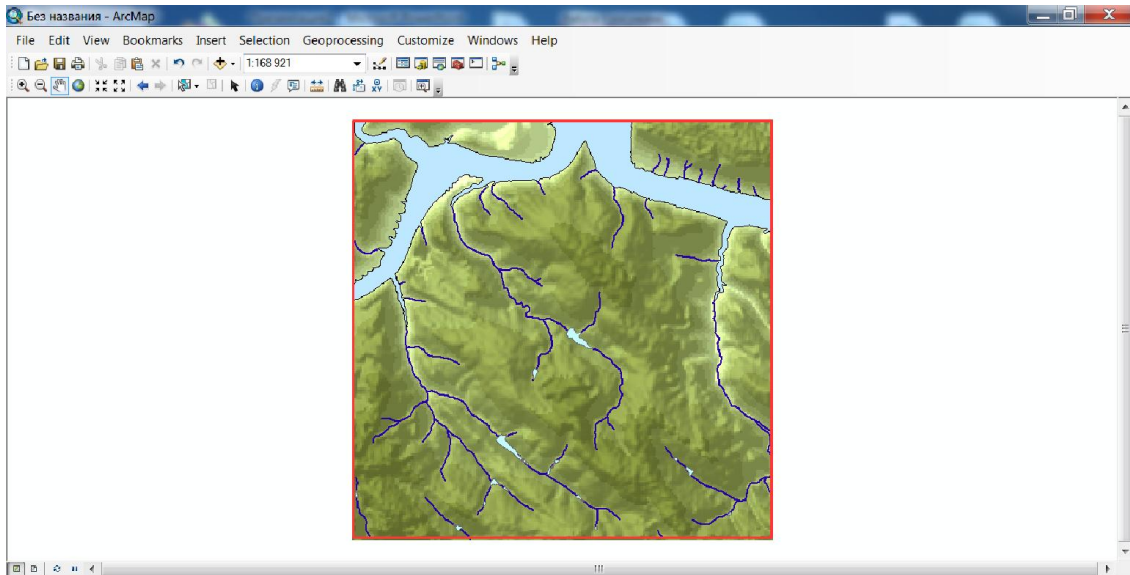 Без названия - ArcMap
File Edit View Bookmarks Insert Selection Geoprocessing Customize Windows Help
1:168 921